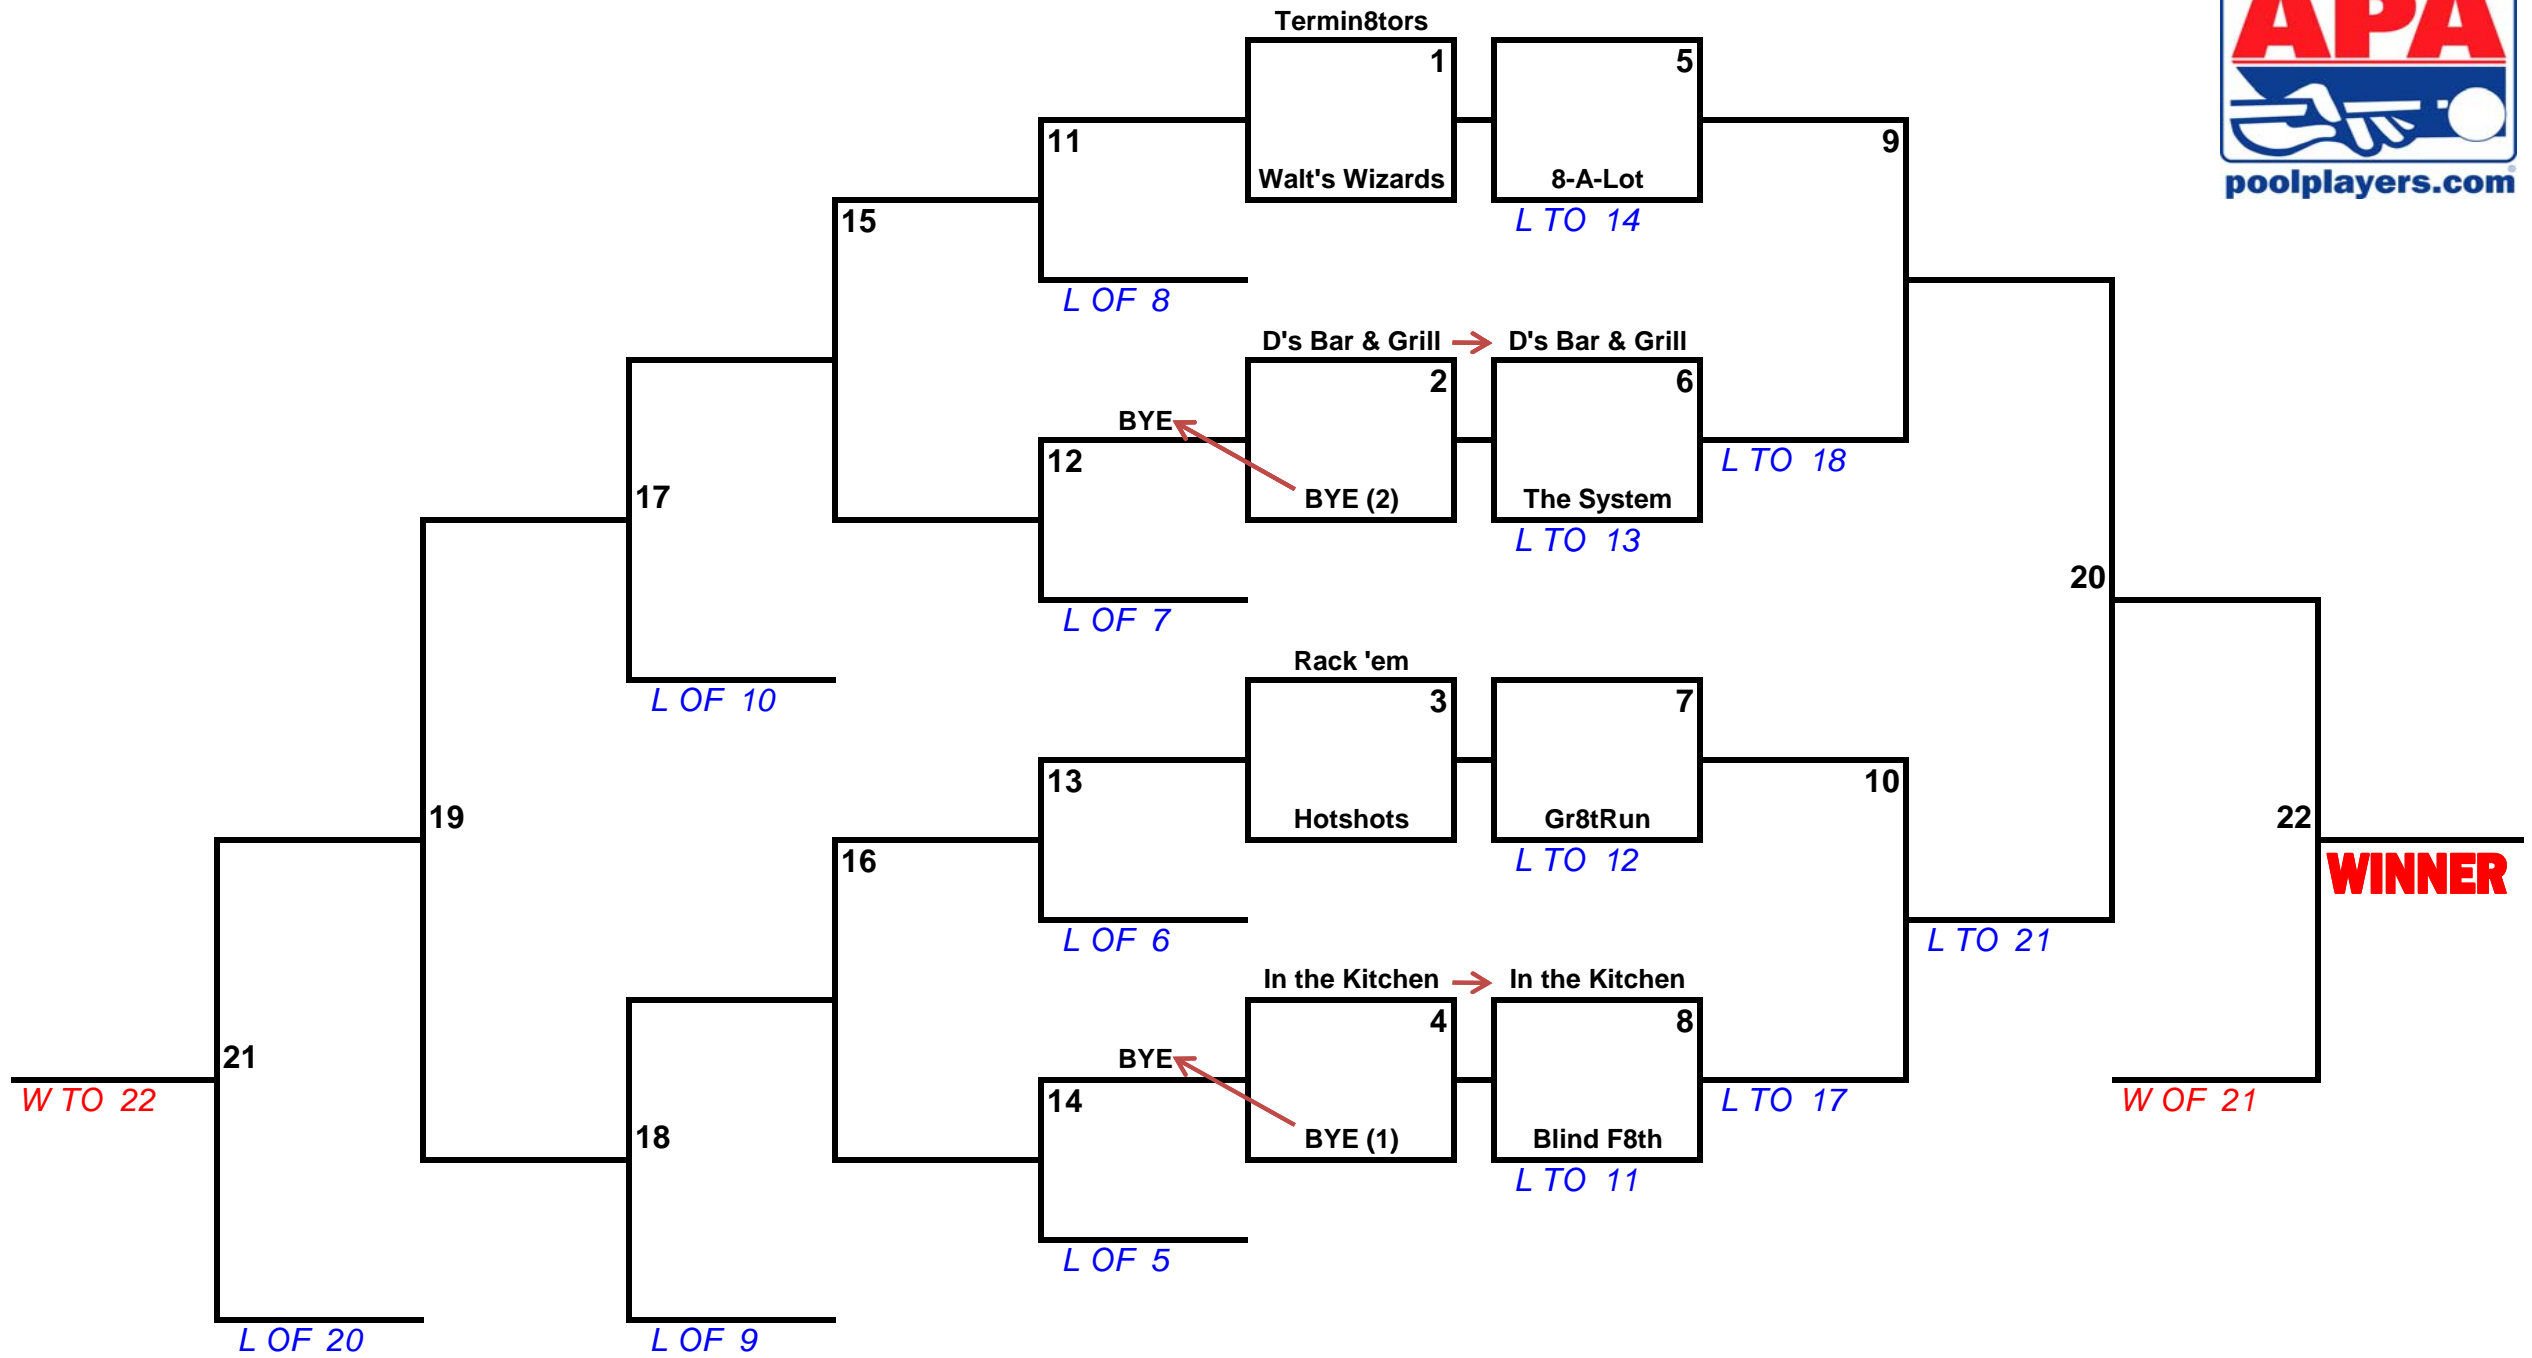 APA
poolplayers.com
Termin8tors
1
5
11
9
Walt's Wizards
8-A-Lot
15
L TO 14
L OF 8
D's Bar & Grill
D's Bar & Grill
2
6
BYE
12
L TO 18
17
BYE (2)
The System
L TO 13
20
L OF 7
Rack 'em
L OF 10
3
7
13
10
19
Hotshots
Gr8tRun
22
16
L TO 12
WINNER
L OF 6
L TO 21
In the Kitchen
In the Kitchen
4
8
21
BYE
W TO 22
14
L TO 17
W OF 21
18
BYE (1)
Blind F8th
L TO 11
L OF 5
L OF 20
L OF 9